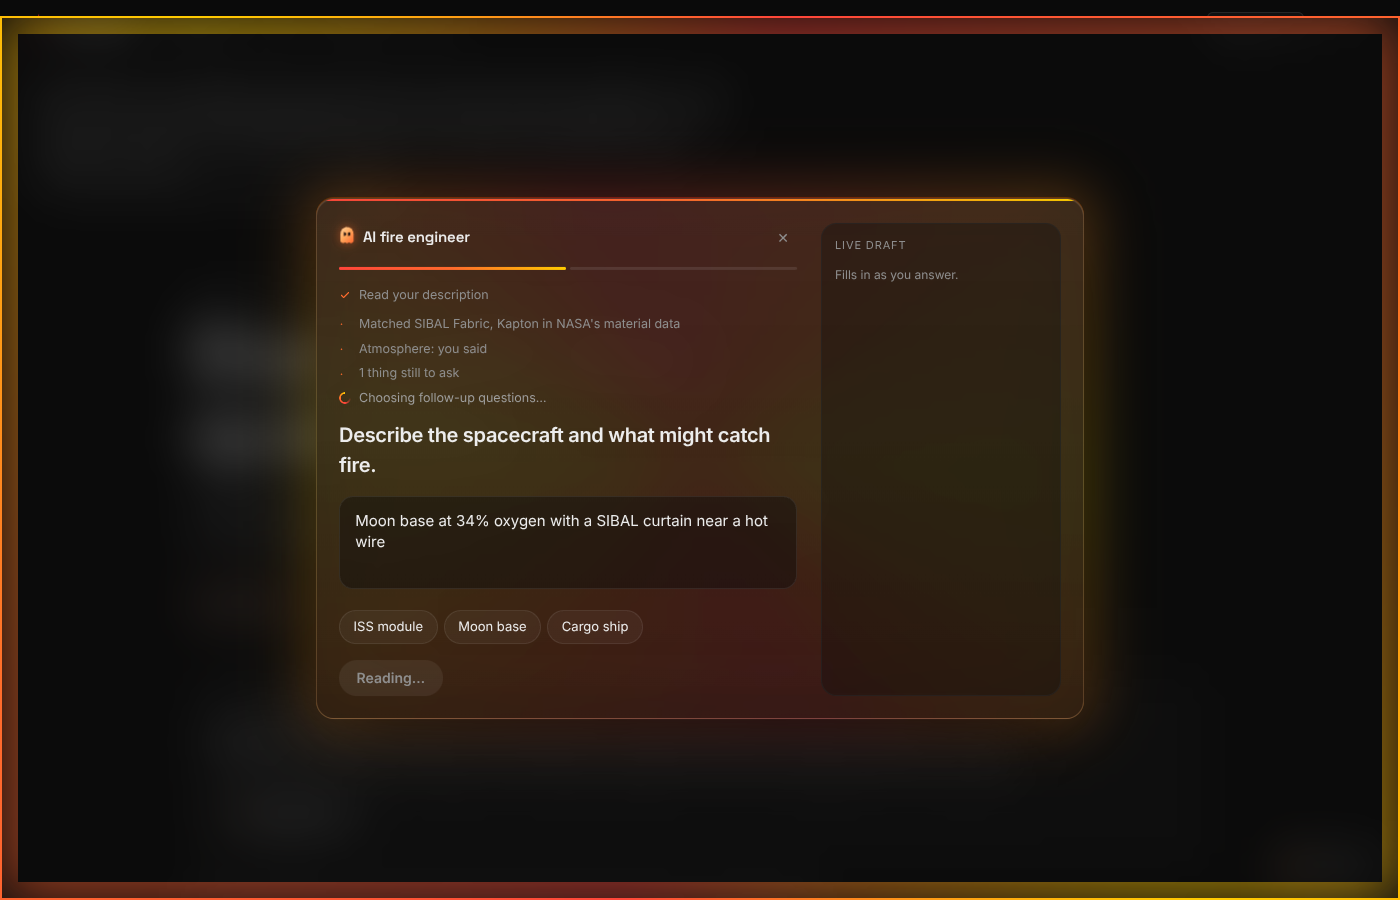 AI fire engineer
×
Read your description
· Matched SIBAL Fabric, Kapton in NASA's material data
· Atmosphere: you said
· 1 thing still to ask
Choosing follow-up questions...
Describe the spacecraft and what might catch
fire.
Moon base at 34% oxygen with a SIBAL curtain near a hot
wire
ISS module
Moon base
Cargo ship
Reading...
LIVE DRAFT
Fills in as you answer.